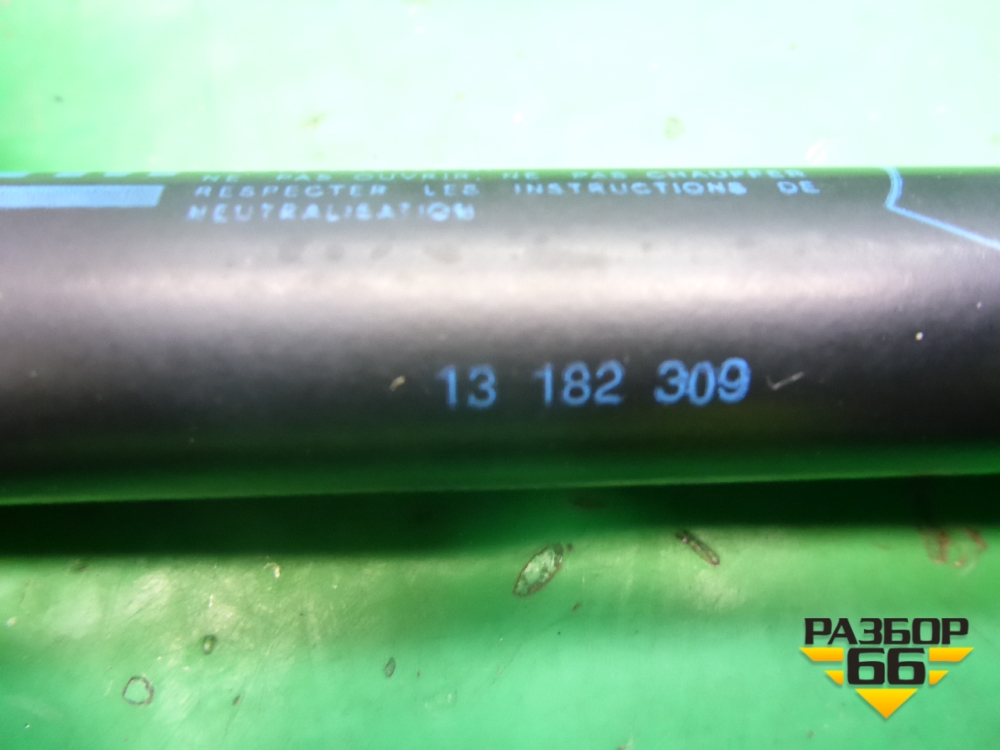 NE PAS OUVRIR. NE PAS CHAUFFER
RESPECTER LES INSTRUCTIONS DE
NEUTRALISATION
13 182 309
РАЗБОР
66